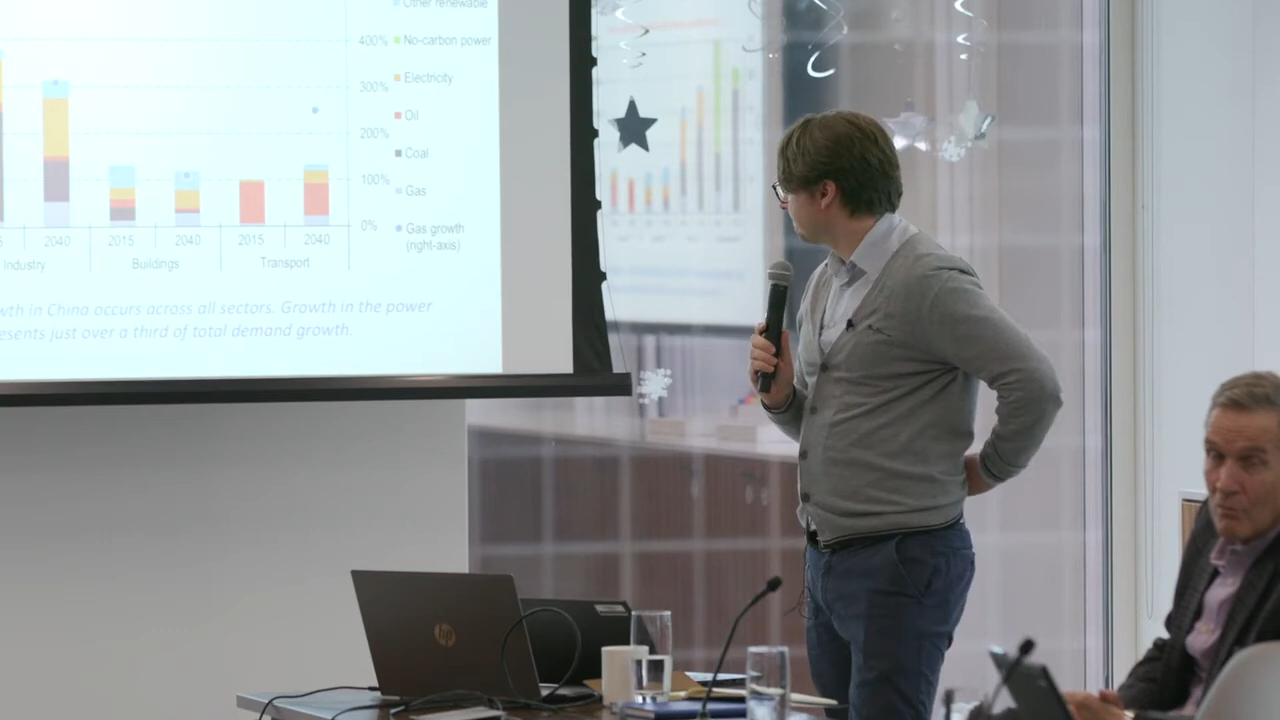 Other renewable
400%
No-carbon power
300%
Electricity
Oil
200%
Coal
100%
Gas
0%
Gas growth
(right-axis)
2040
2015
2040
2015
2040
Industry
Buildings
Transport
wth in China occurs across all sectors. Growth in the power
esents just over a third of total demand growth.
hp